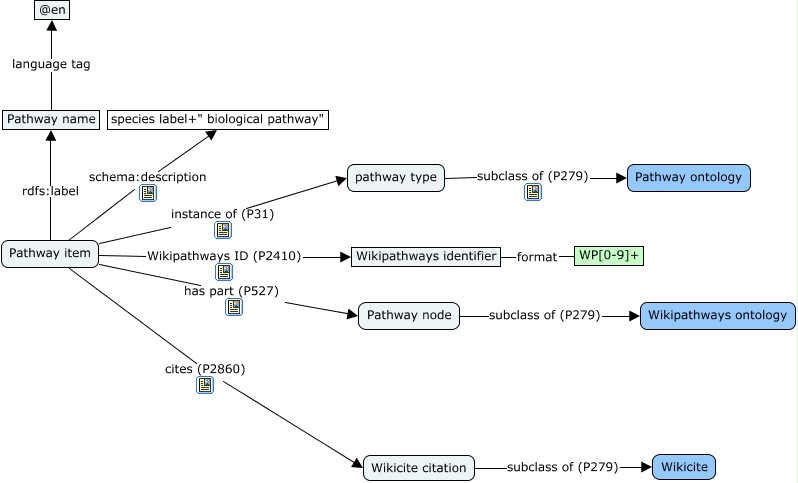 @en
language tag
Pathway name
species label+" biological pathway"
schema:description
rdfs:label
pathway type
subclass of (P279)
Pathway ontology
instance of (P31)
Pathway item
Wikipathways ID (P2410)
Wikipathways identifier
format
WP[0-9]+
has part (P527)
Pathway node
subclass of (P279)
Wikipathways ontology
cites (P2860)
Wikicite citation
subclass of (P279)
Wikicite